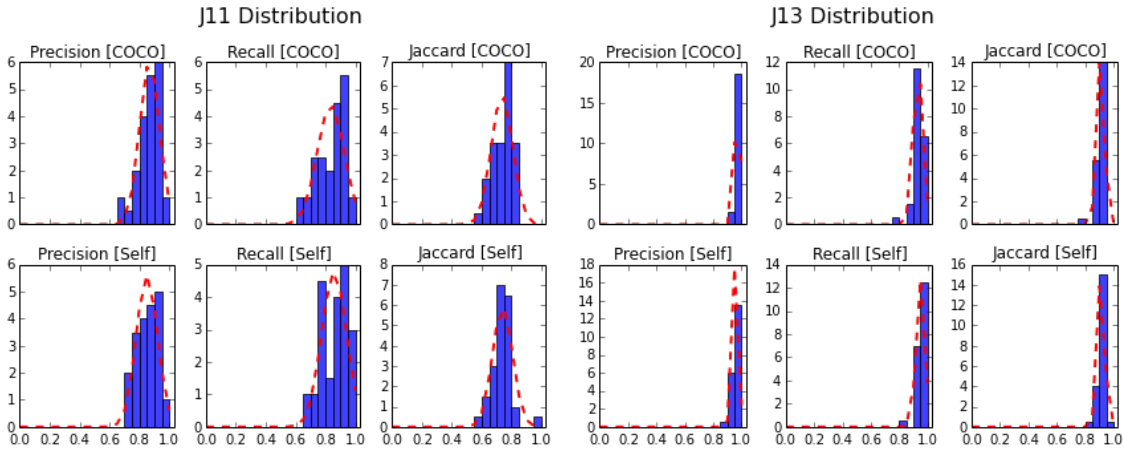 J11 Distribution J13 Distribution
Precision [COCO] Recall [COCO] Jaccard [COCO] Precision [COCO] Recall [COCO] Jaccard [COCO]
6 6 7 20 12 14
5 5 6 15 10 12
4 4 5 10 8 10
3 3 4 5 6 8
2 2 3 0 4 6
1 1 2 2 4
0 0 1 0 2
0 0
Precision [Self] Recall [Self] Jaccard [Self] Precision [Self] Recall [Self] Jaccard [Self]
6 5 8 18 14 16
5 4 7 16 12 14
4 3 6 14 10 12
3 2 5 12 8 10
2 1 4 10 6 8
1 0 3 8 4 6
0 2 6 2 4
1 4 0 2
0 2 0
0
0.0 0.2 0.4 0.6 0.8 1.0 0.0 0.2 0.4 0.6 0.8 1.0 0.0 0.2 0.4 0.6 0.8 1.0 0.0 0.2 0.4 0.6 0.8 1.0 0.0 0.2 0.4 0.6 0.8 1.0 0.0 0.2 0.4 0.6 0.8 1.0